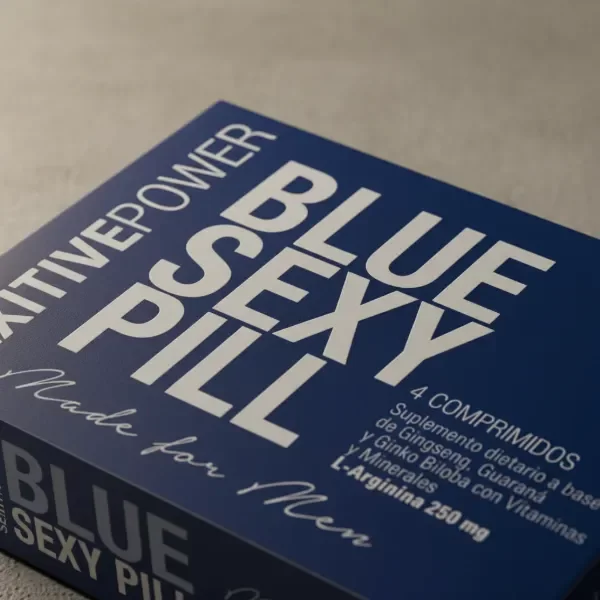 XITIVEPOWER
BLUE
SEXY
PILL
Made for Men
4 COMPRIMIDOS
Suplemento dietario a base
de Gingseng, Guaraná
y Ginko Biloba con Vitaminas
y Minerales
L-Arginina 250 mg
BLUE
SEXY PILL